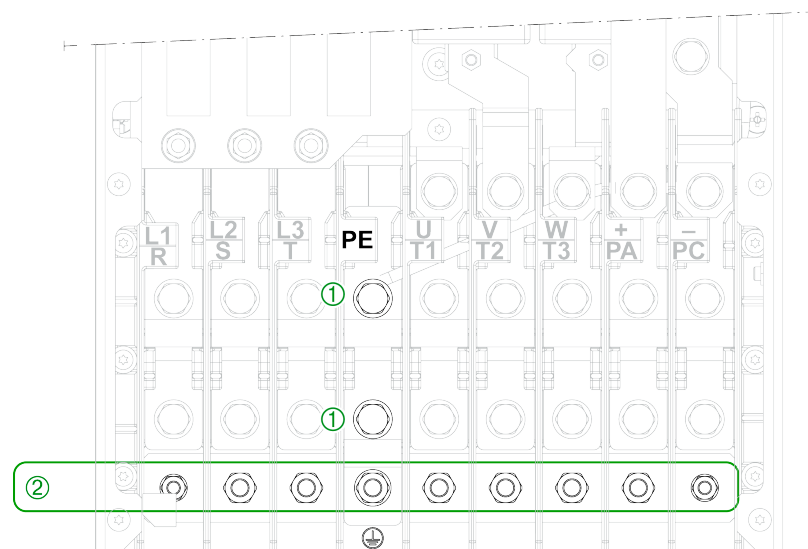 L1 L2 L3 PE U V W + –
R S T T1 T2 T3 PA PC
①
①
②